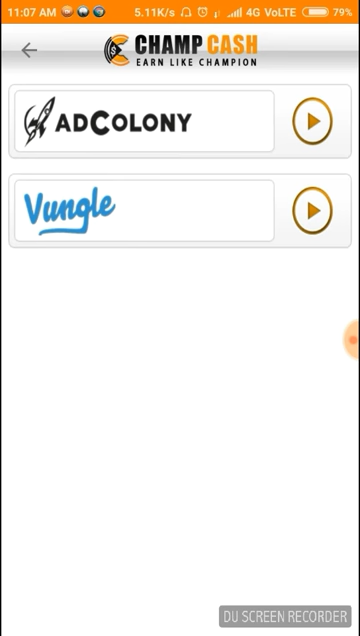 11:07 AM 5.11K/s 4G VoLTE 79%
CHAMP CASH
EARN LIKE CHAMPION
ADCOLONY
Vungle
DU SCREEN RECORDER